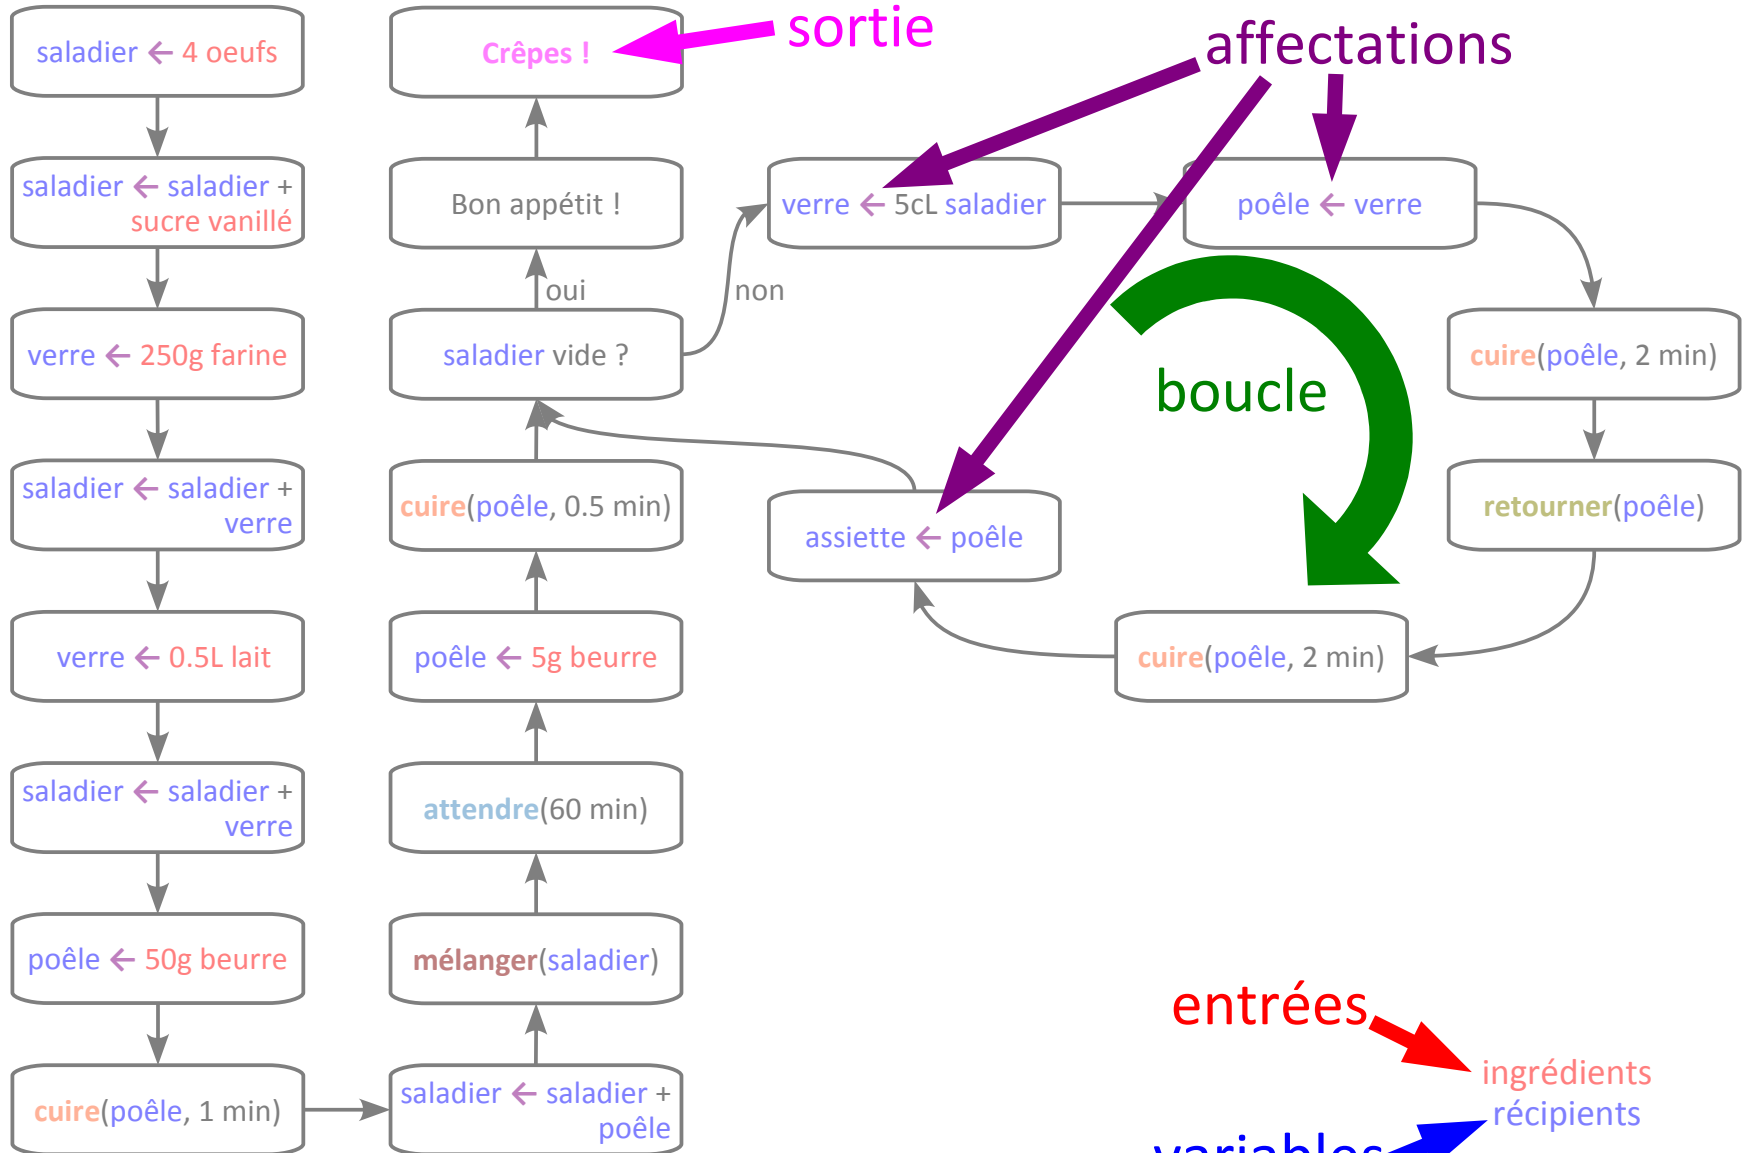 saladier ← 4 oeufs
saladier ← saladier +
sucre vanillé
verre ← 250g farine
saladier ← saladier +
verre
verre ← 0.5L lait
saladier ← saladier +
verre
poêle ← 50g beurre
cuire(poêle, 1 min)
saladier ← saladier +
poêle
mélanger(saladier)
attendre(60 min)
poêle ← 5g beurre
cuire(poêle, 0.5 min)
saladier vide ?
oui
non
Bon appétit !
Crêpes !
sortie
affectations
verre ← 5cL saladier
poêle ← verre
cuire(poêle, 2 min)
retourner(poêle)
cuire(poêle, 2 min)
assiette ← poêle
boucle
entrées
ingrédients
récipients
variables